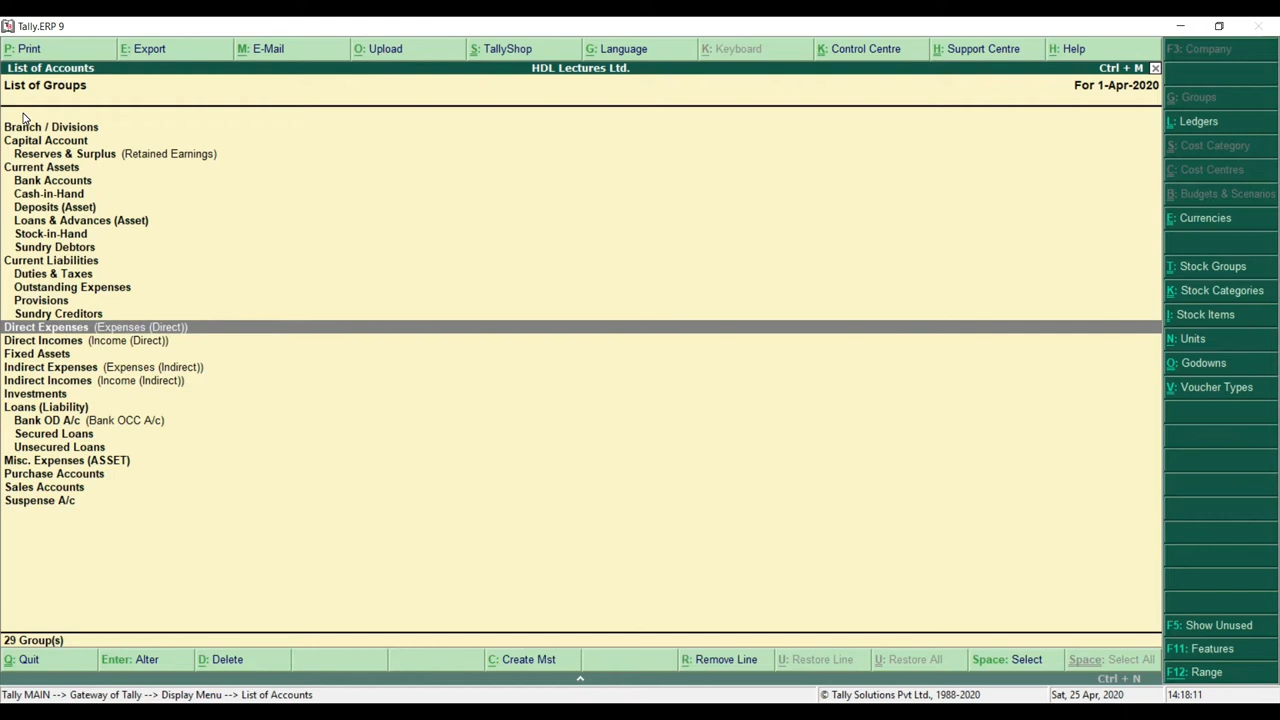 Tally.ERP 9
P: Print E: Export M: E-Mail O: Upload S: TallyShop G: Language K: Keyboard K: Control Centre H: Support Centre H: Help
List of Accounts HDL Lectures Ltd. Ctrl + M
List of Groups For 1-Apr-2020
Branch / Divisions
Capital Account
Reserves & Surplus (Retained Earnings)
Current Assets
Bank Accounts
Cash-in-Hand
Deposits (Asset)
Loans & Advances (Asset)
Stock-in-Hand
Sundry Debtors
Current Liabilities
Duties & Taxes
Outstanding Expenses
Provisions
Sundry Creditors
Direct Expenses (Expenses (Direct))
Direct Incomes (Income (Direct))
Fixed Assets
Indirect Expenses (Expenses (Indirect))
Indirect Incomes (Income (Indirect))
Investments
Loans (Liability)
Bank OD A/c (Bank OCC A/c)
Secured Loans
Unsecured Loans
Misc. Expenses (ASSET)
Purchase Accounts
Sales Accounts
Suspense A/c
29 Group(s)
Q: Quit Enter: Alter D: Delete C: Create Mst R: Remove Line U: Restore Line U: Restore All Space: Select Space: Select All
Ctrl + N
Tally MAIN --> Gateway of Tally --> Display Menu --> List of Accounts © Tally Solutions Pvt Ltd., 1988-2020 Sat, 25 Apr, 2020 14:18:11
F3: Company
G: Groups
L: Ledgers
S: Cost Category
C: Cost Centres
B: Budgets & Scenarios
E: Currencies
T: Stock Groups
K: Stock Categories
I: Stock Items
N: Units
O: Godowns
V: Voucher Types
F5: Show Unused
F11: Features
F12: Range